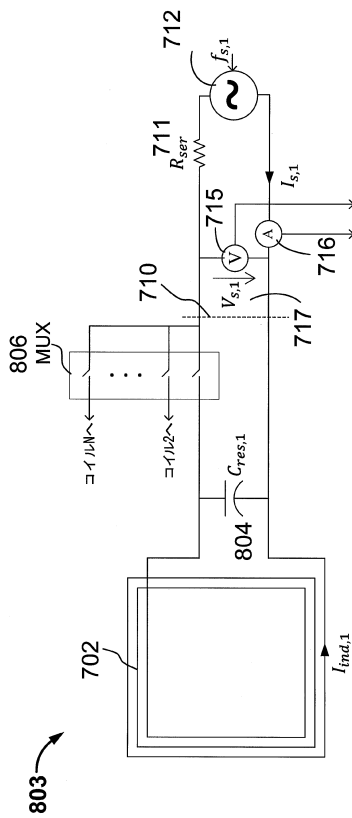 803
702
I_{ind,1}
804
C_{res,1}
806
MUX
コイルNへ
コイル2へ
710
717
V_{s,1}
715
V
716
A
I_{s,1}
711
R_{ser}
712
f_{s,1}